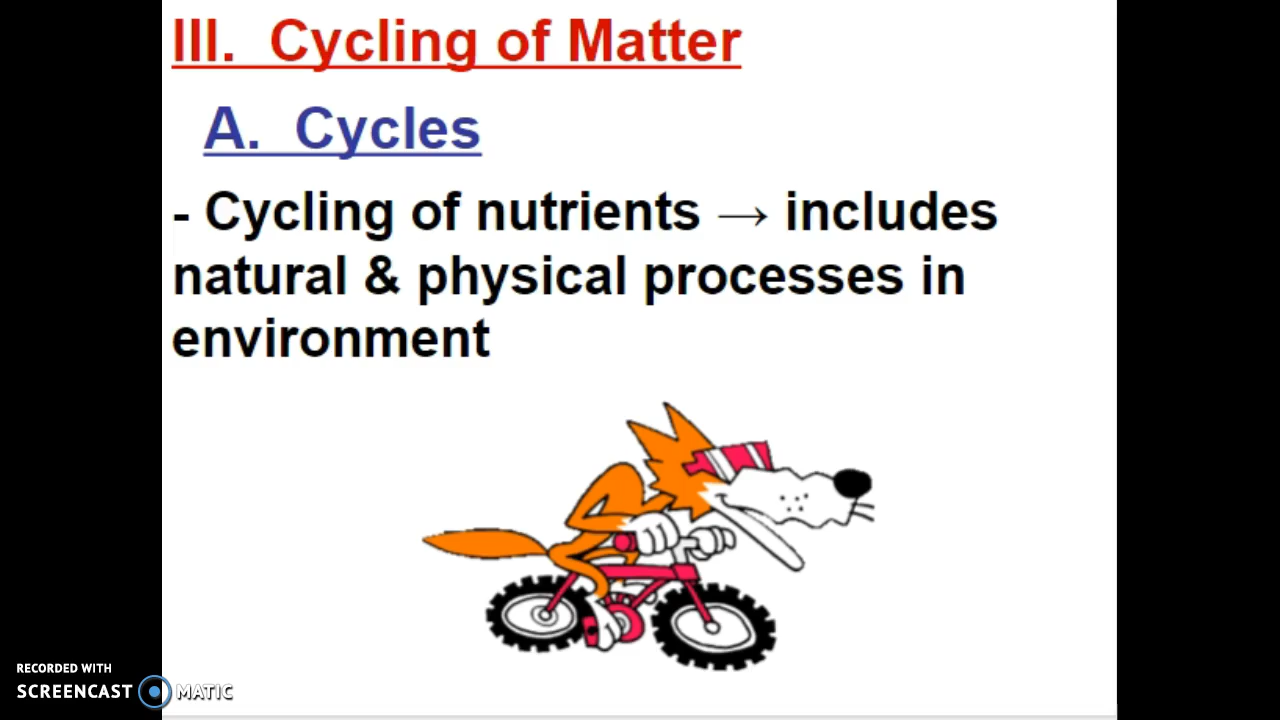 III. Cycling of Matter
A. Cycles
- Cycling of nutrients → includes
natural & physical processes in
environment
RECORDED WITH
SCREENCAST MATIC